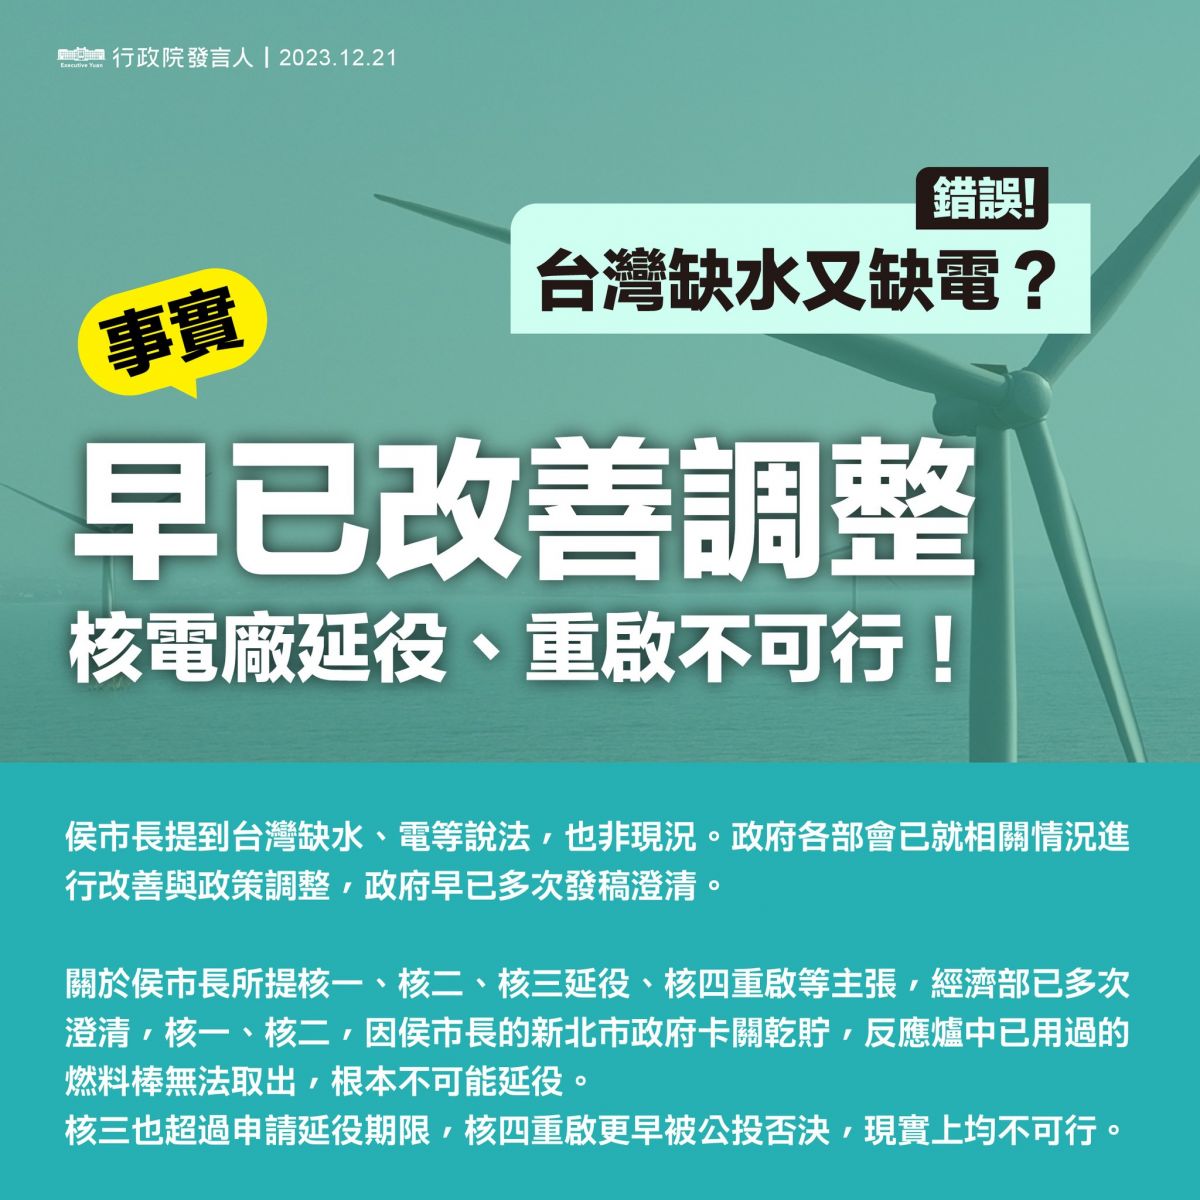 Executive Yuan
行政院發言人｜2023.12.21
錯誤!
台灣缺水又缺電？
事實
早已改善調整
核電廠延役、重啟不可行！
侯市長提到台灣缺水、電等說法，也非現況。政府各部會已就相關情況進
行改善與政策調整，政府早已多次發稿澄清。
關於侯市長所提核一、核二、核三延役、核四重啟等主張，經濟部已多次
澄清，核一、核二，因侯市長的新北市政府卡關乾貯，反應爐中已用過的
燃料棒無法取出，根本不可能延役。
核三也超過申請延役期限，核四重啟更早被公投否決，現實上均不可行。